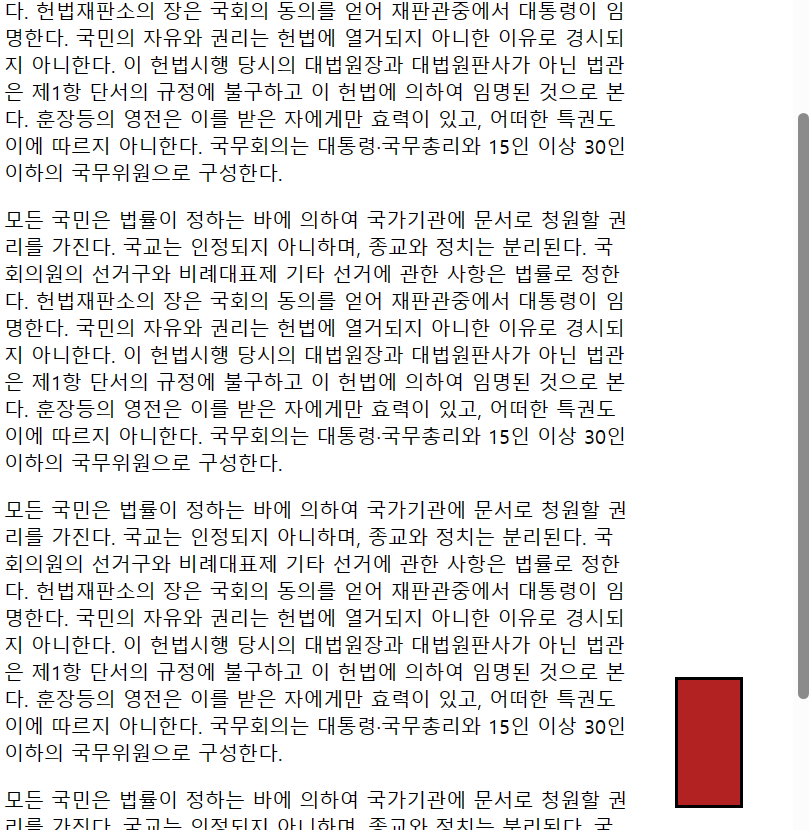 다. 헌법재판소의 장은 국회의 동의를 얻어 재판관중에서 대통령이 임
명한다. 국민의 자유와 권리는 헌법에 열거되지 아니한 이유로 경시되
지 아니한다. 이 헌법시행 당시의 대법원장과 대법원판사가 아닌 법관
은 제1항 단서의 규정에 불구하고 이 헌법에 의하여 임명된 것으로 본
다. 훈장등의 영전은 이를 받은 자에게만 효력이 있고, 어떠한 특권도
이에 따르지 아니한다. 국무회의는 대통령·국무총리와 15인 이상 30인
이하의 국무위원으로 구성한다.
모든 국민은 법률이 정하는 바에 의하여 국가기관에 문서로 청원할 권
리를 가진다. 국교는 인정되지 아니하며, 종교와 정치는 분리된다. 국
회의원의 선거구와 비례대표제 기타 선거에 관한 사항은 법률로 정한
다. 헌법재판소의 장은 국회의 동의를 얻어 재판관중에서 대통령이 임
명한다. 국민의 자유와 권리는 헌법에 열거되지 아니한 이유로 경시되
지 아니한다. 이 헌법시행 당시의 대법원장과 대법원판사가 아닌 법관
은 제1항 단서의 규정에 불구하고 이 헌법에 의하여 임명된 것으로 본
다. 훈장등의 영전은 이를 받은 자에게만 효력이 있고, 어떠한 특권도
이에 따르지 아니한다. 국무회의는 대통령·국무총리와 15인 이상 30인
이하의 국무위원으로 구성한다.
모든 국민은 법률이 정하는 바에 의하여 국가기관에 문서로 청원할 권
리를 가진다. 국교는 인정되지 아니하며, 종교와 정치는 분리된다. 국
회의원의 선거구와 비례대표제 기타 선거에 관한 사항은 법률로 정한
다. 헌법재판소의 장은 국회의 동의를 얻어 재판관중에서 대통령이 임
명한다. 국민의 자유와 권리는 헌법에 열거되지 아니한 이유로 경시되
지 아니한다. 이 헌법시행 당시의 대법원장과 대법원판사가 아닌 법관
은 제1항 단서의 규정에 불구하고 이 헌법에 의하여 임명된 것으로 본
다. 훈장등의 영전은 이를 받은 자에게만 효력이 있고, 어떠한 특권도
이에 따르지 아니한다. 국무회의는 대통령·국무총리와 15인 이상 30인
이하의 국무위원으로 구성한다.
모든 국민은 법률이 정하는 바에 의하여 국가기관에 문서로 청원할 권
리를 가진다. 국교는 인정되지 아니하며, 종교와 정치는 분리된다. 국